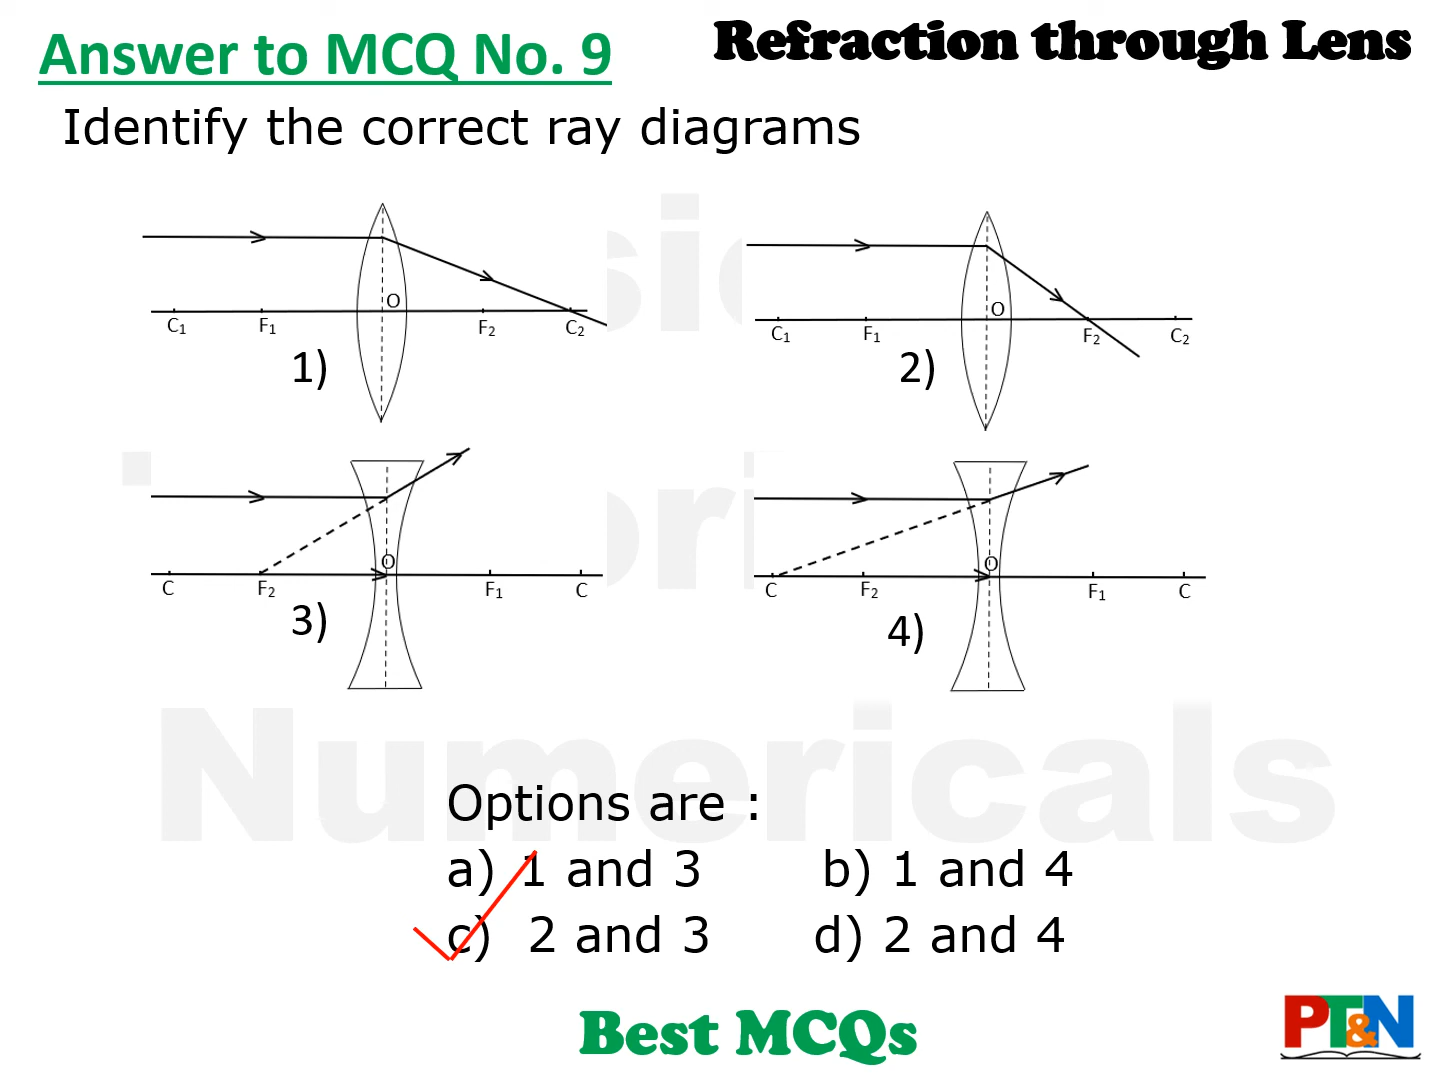 Answer to MCQ No. 9
Refraction through Lens
Identify the correct ray diagrams
O
C₁ F₁ F₂ C₂
1)
O
C₁ F₁ F₂ C₂
2)
O
C F₂ F₁ C
3)
O
C F₂ F₁ C
4)
Numericals
Options are :
a) 1 and 3 b) 1 and 4
c) 2 and 3 d) 2 and 4
Best MCQs
PT&N